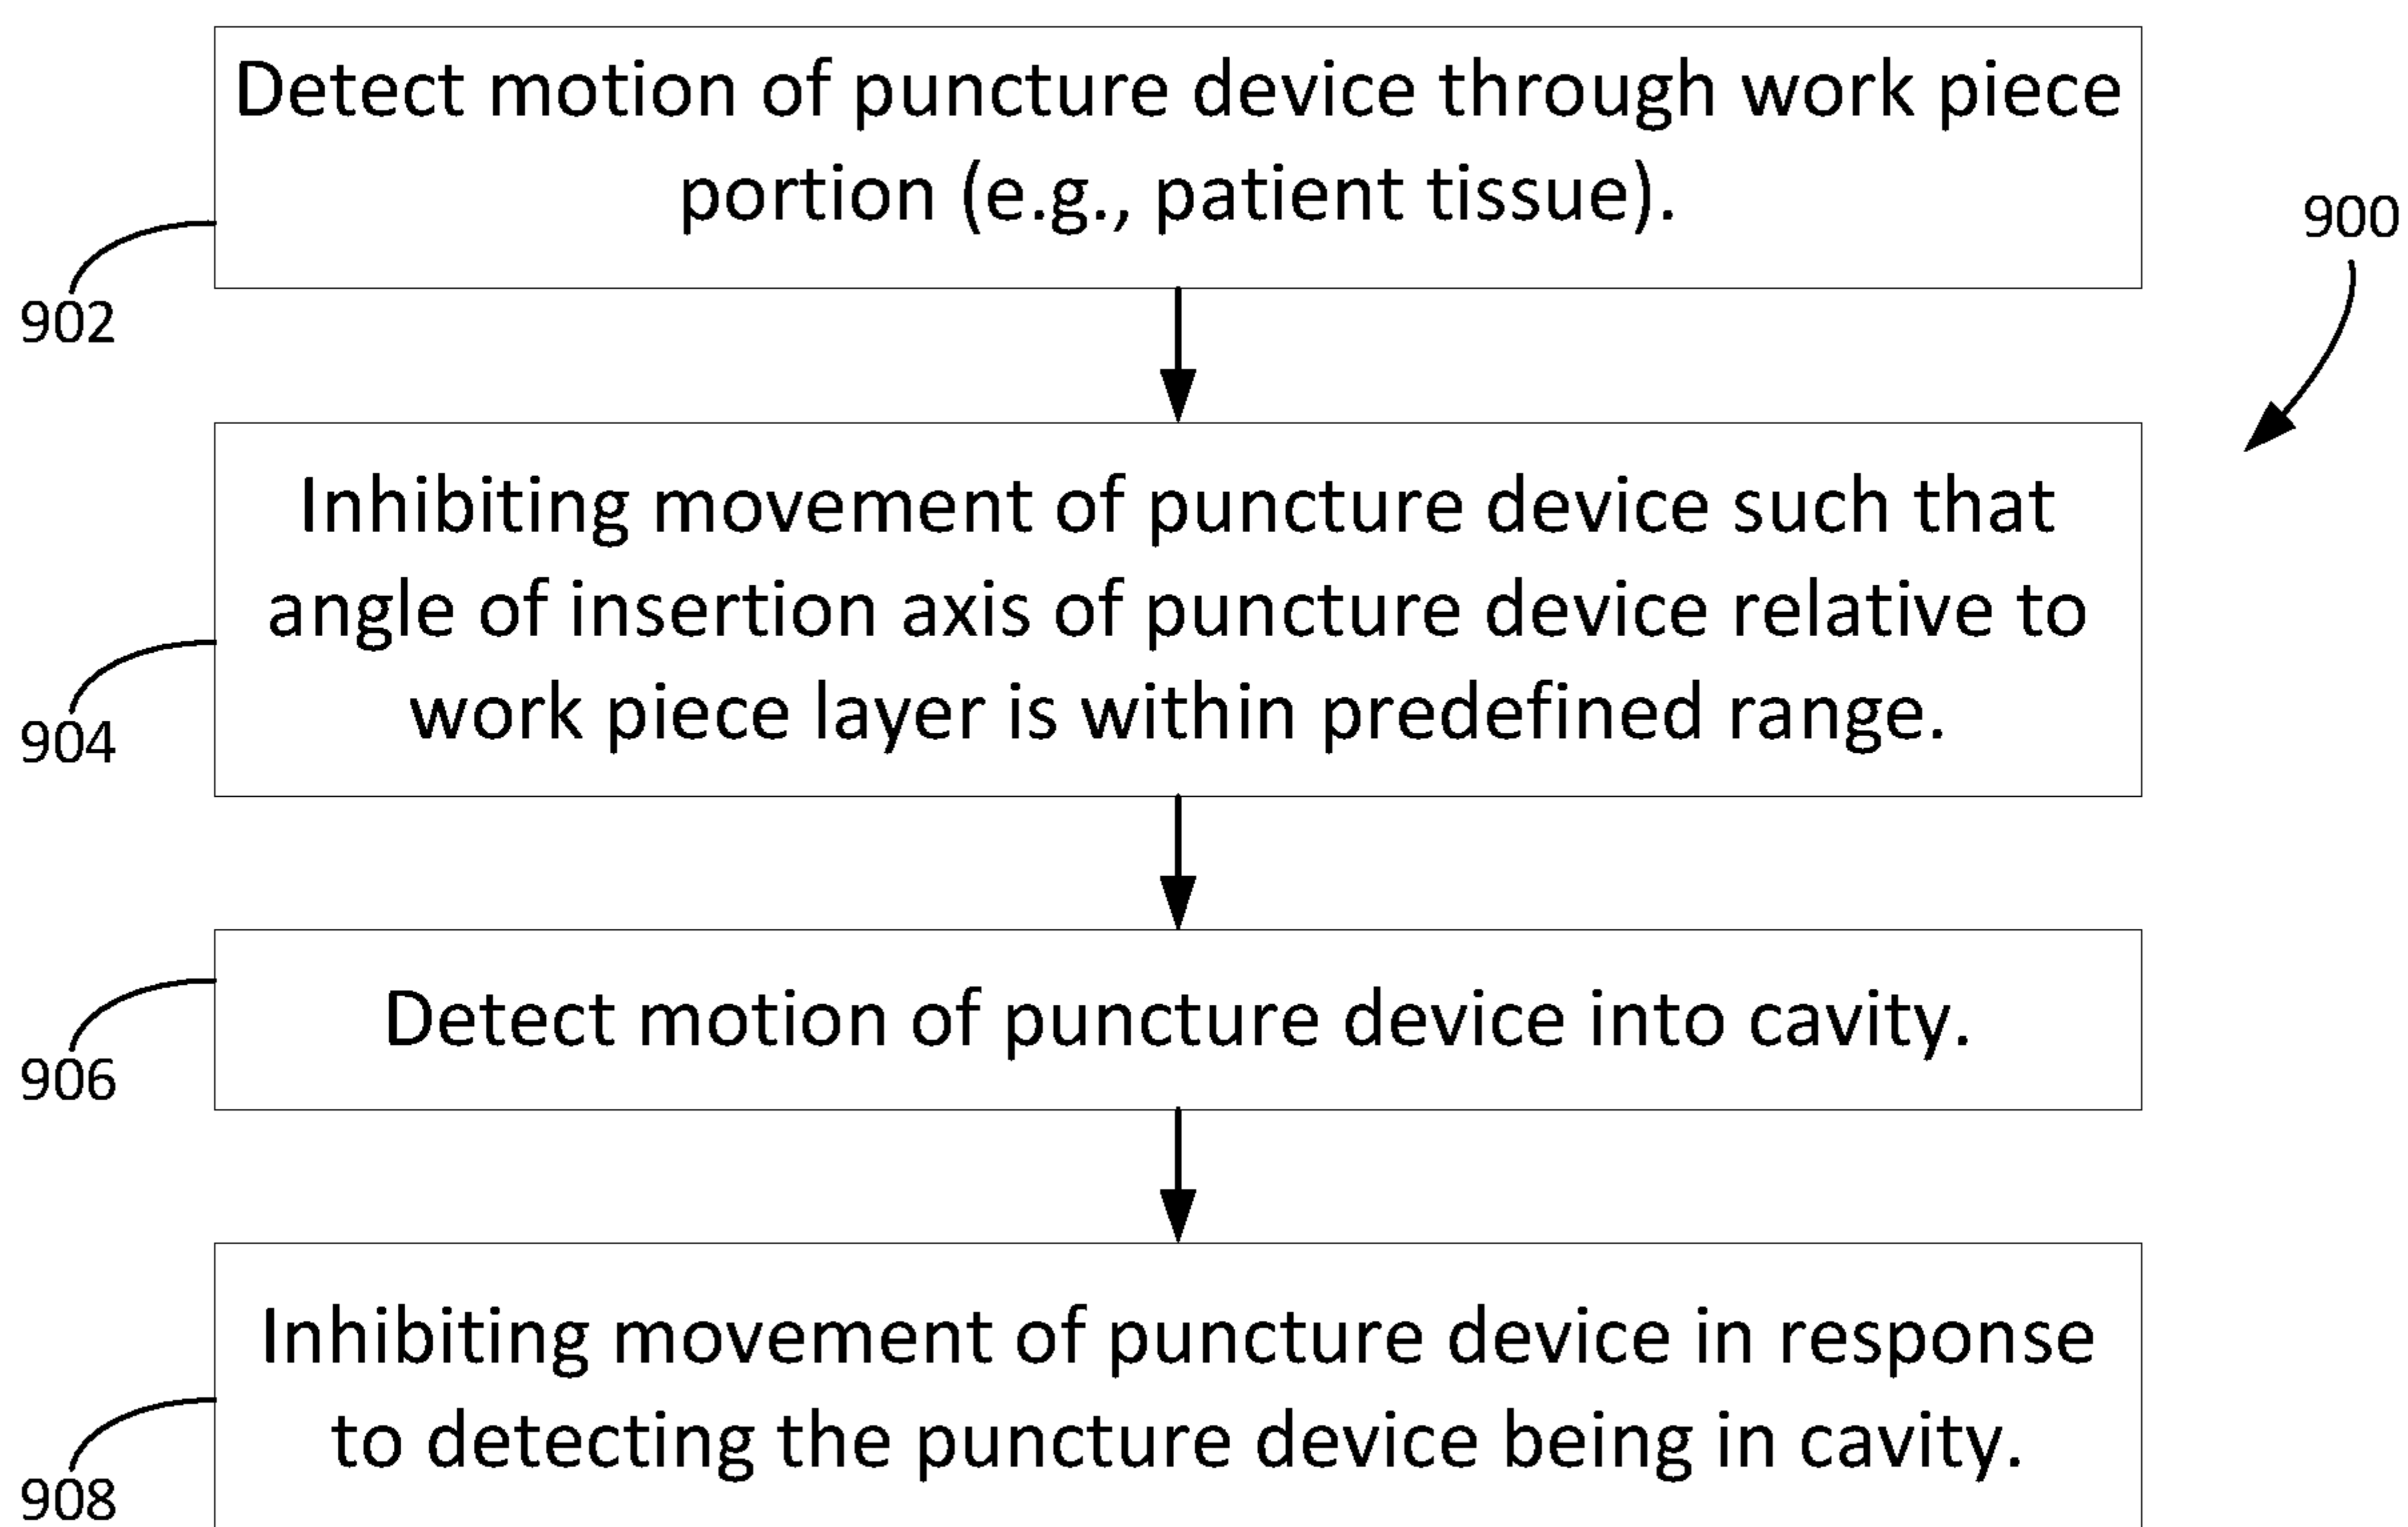 Detect motion of puncture device through work piece
portion (e.g., patient tissue).
900
902
Inhibiting movement of puncture device such that
angle of insertion axis of puncture device relative to
work piece layer is within predefined range.
904
Detect motion of puncture device into cavity.
906
Inhibiting movement of puncture device in response
to detecting the puncture device being in cavity.
908